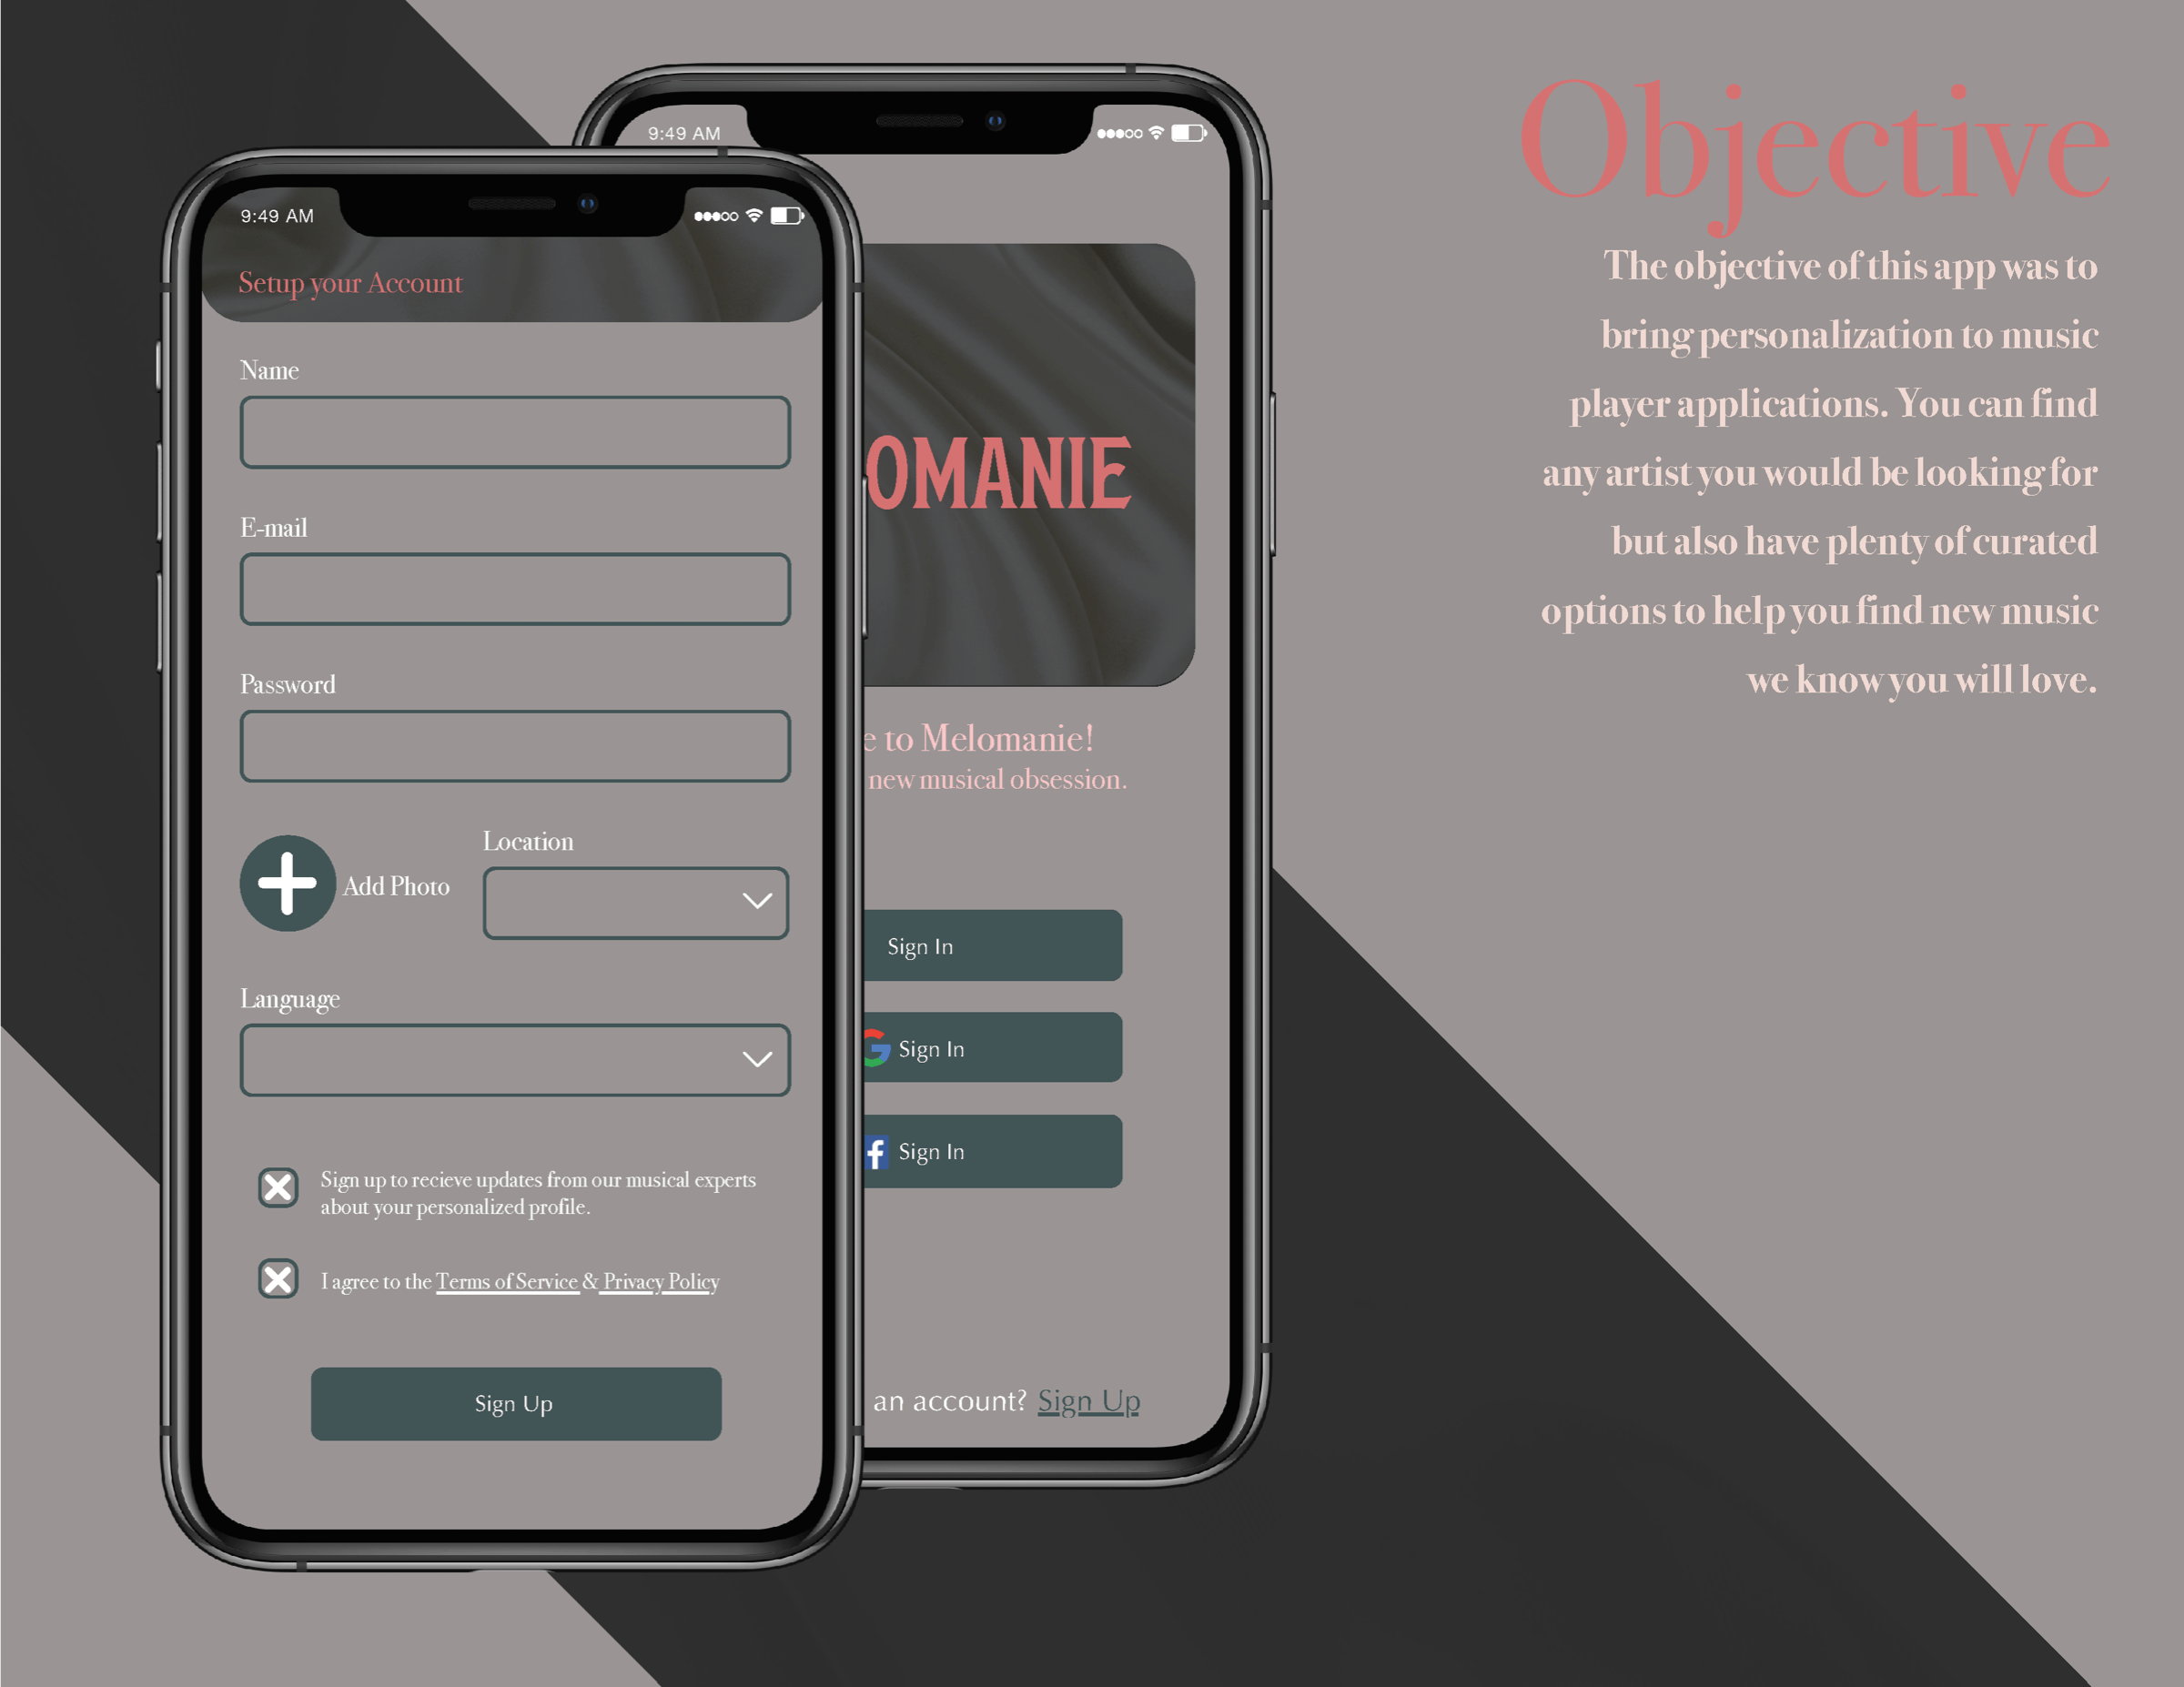 9:49 AM
Setup your Account
Name
E-mail
Password
Add Photo
Location
Language
Sign up to recieve updates from our musical experts
about your personalized profile.
I agree to the Terms of Service & Privacy Policy
Sign Up
9:49 AM
OMANIE
e to Melomanie!
new musical obsession.
Sign In
G Sign In
f Sign In
an account? Sign Up
Objective
The objective of this app was to
bring personalization to music
player applications. You can find
any artist you would be looking for
but also have plenty of curated
options to help you find new music
we know you will love.